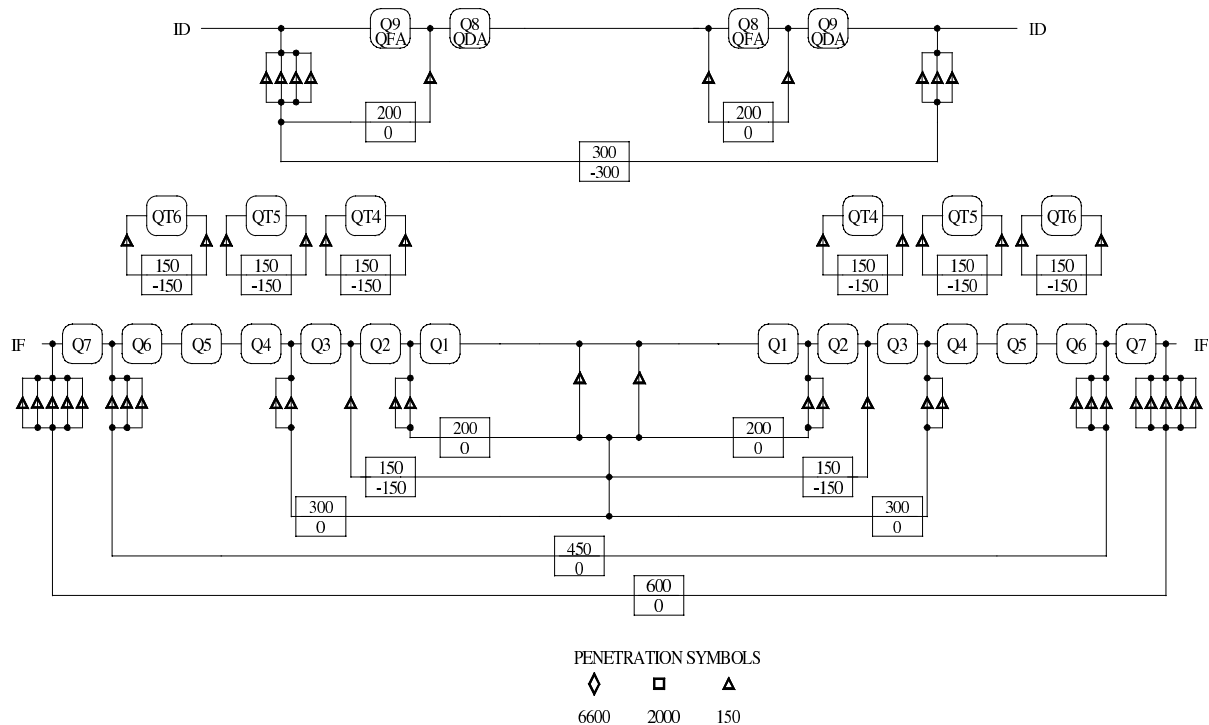 ID Q9 Q8 Q8 Q9 ID
QFA QDA QFA QDA
200 200
0 0
300
-300
QT6 QT5 QT4 QT4 QT5 QT6
150 150 150 150 150 150
-150 -150 -150 -150 -150 -150
IF Q7 Q6 Q5 Q4 Q3 Q2 Q1 Q1 Q2 Q3 Q4 Q5 Q6 Q7 IF
200 200
0 0
150 150
-150 -150
300 300
0 0
450
0
600
0
PENETRATION SYMBOLS
6600 2000 150